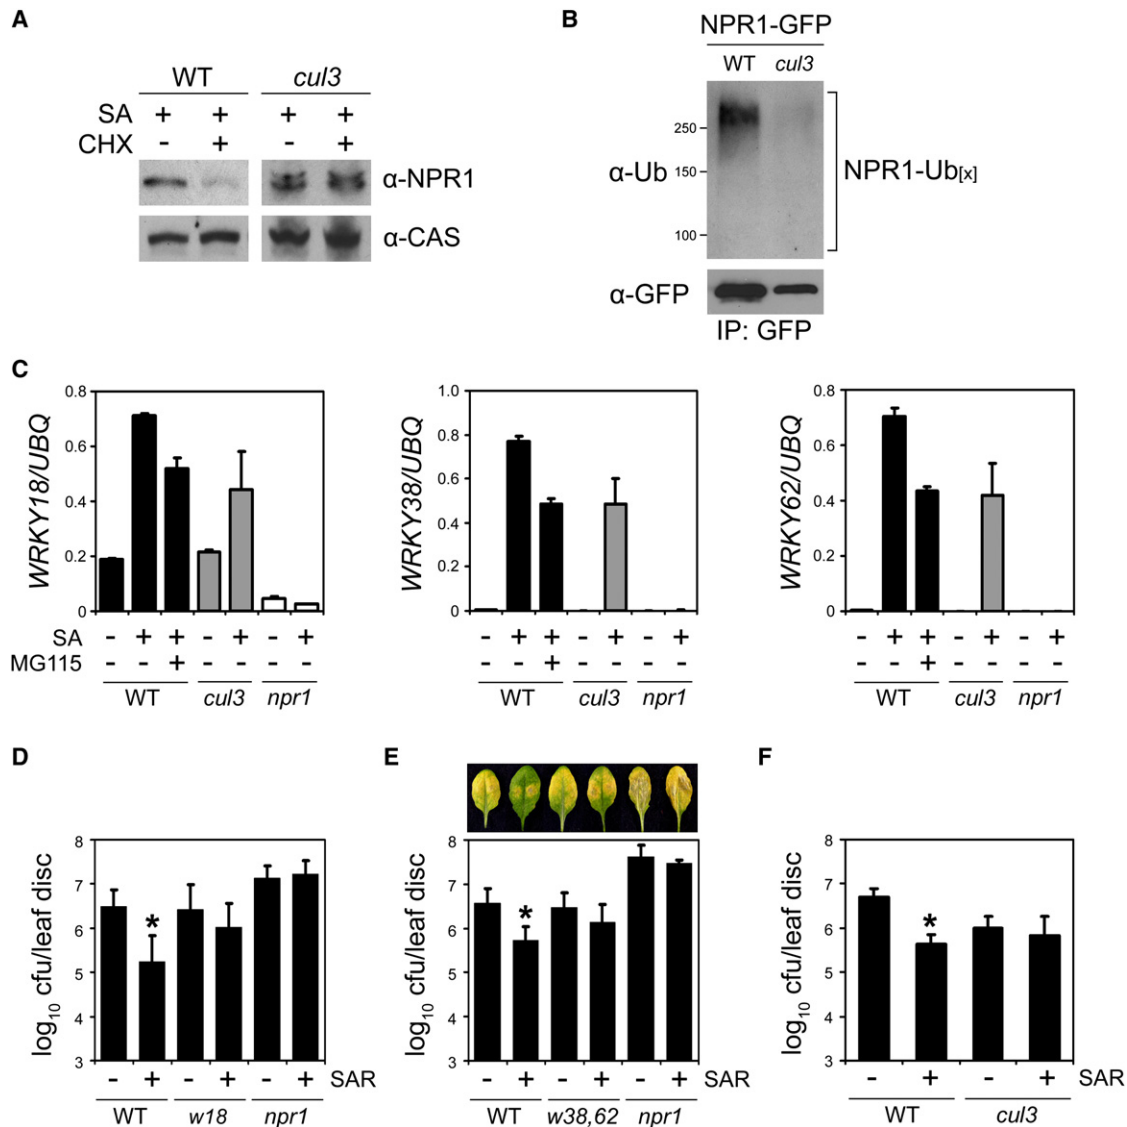 A
WT cul3
SA + + + +
CHX - + - +
α-NPR1
α-CAS
B
NPR1-GFP
WT cul3
α-Ub
250
150
100
NPR1-Ub[x]
α-GFP
IP: GFP
C
WRKY18/UBQ
0.8
0.6
0.4
0.2
0
SA - + + - + - +
MG115 - - + - - - -
WT cul3 npr1
WRKY38/UBQ
1.0
0.8
0.6
0.4
0.2
0
- + + - + - +
- - + - - - -
WT cul3 npr1
WRKY62/UBQ
0.8
0.6
0.4
0.2
0
- + + - + - +
- - + - - - -
WT cul3 npr1
D
log10 cfu/leaf disc
8
7
6
5
4
3
*
- + - + - + SAR
WT w18 npr1
E
log10 cfu/leaf disc
8
7
6
5
4
3
*
- + - + - + SAR
WT w38,62 npr1
F
log10 cfu/leaf disc
8
7
6
5
4
3
*
- + - + SAR
WT cul3